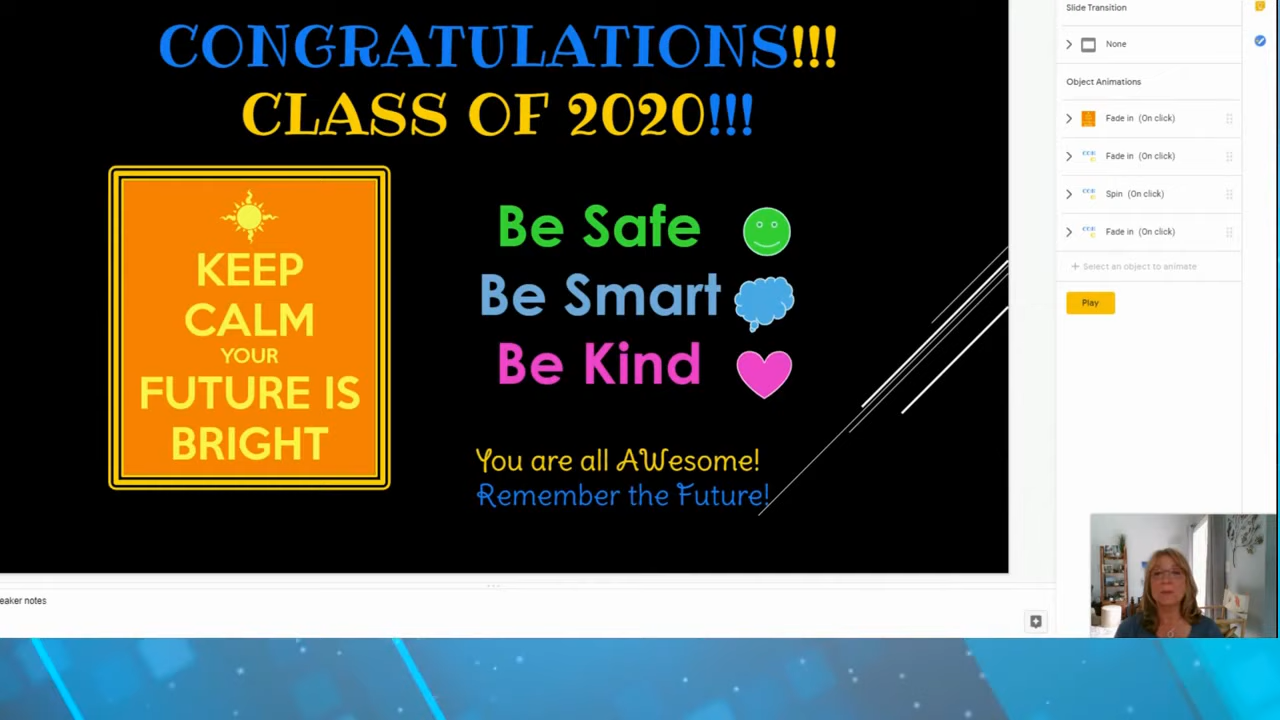 CONGRATULATIONS!!!
CLASS OF 2020!!!
KEEP
CALM
YOUR
FUTURE IS
BRIGHT
Be Safe
Be Smart
Be Kind
You are all AWesome!
Remember the Future!
eaker notes
Slide Transition
None
Object Animations
Fade in (On click)
Fade in (On click)
Spin (On click)
Fade in (On click)
+ Select an object to animate
Play